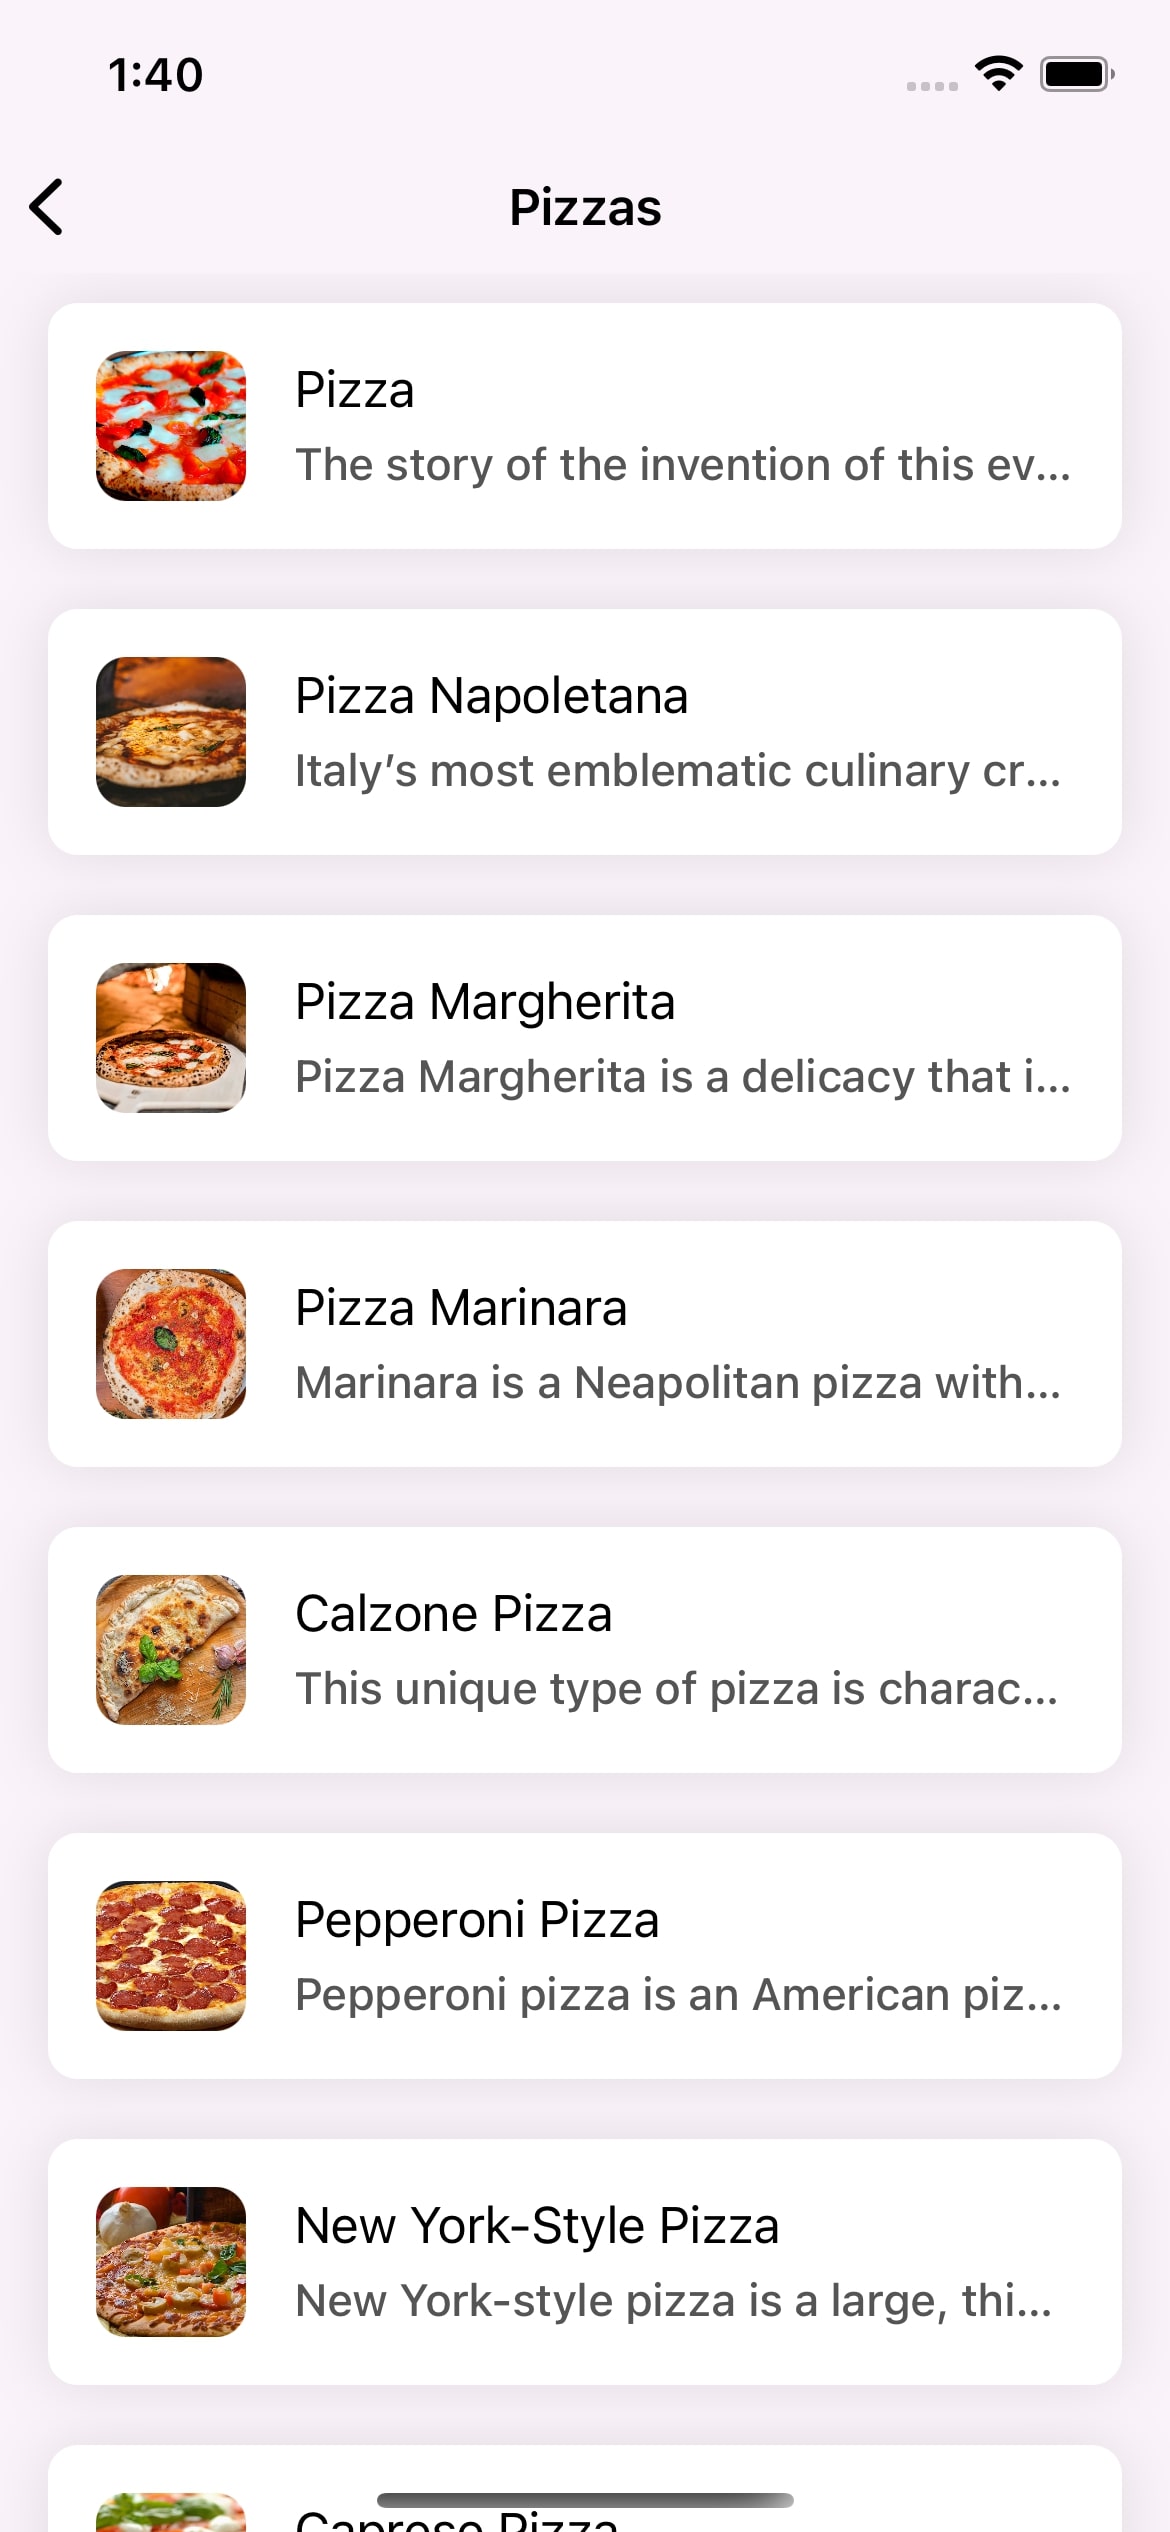 1:40
Pizzas
Pizza
The story of the invention of this ev...
Pizza Napoletana
Italy’s most emblematic culinary cr...
Pizza Margherita
Pizza Margherita is a delicacy that i...
Pizza Marinara
Marinara is a Neapolitan pizza with...
Calzone Pizza
This unique type of pizza is charac...
Pepperoni Pizza
Pepperoni pizza is an American piz...
New York-Style Pizza
New York-style pizza is a large, thi...
Caprese Pizza